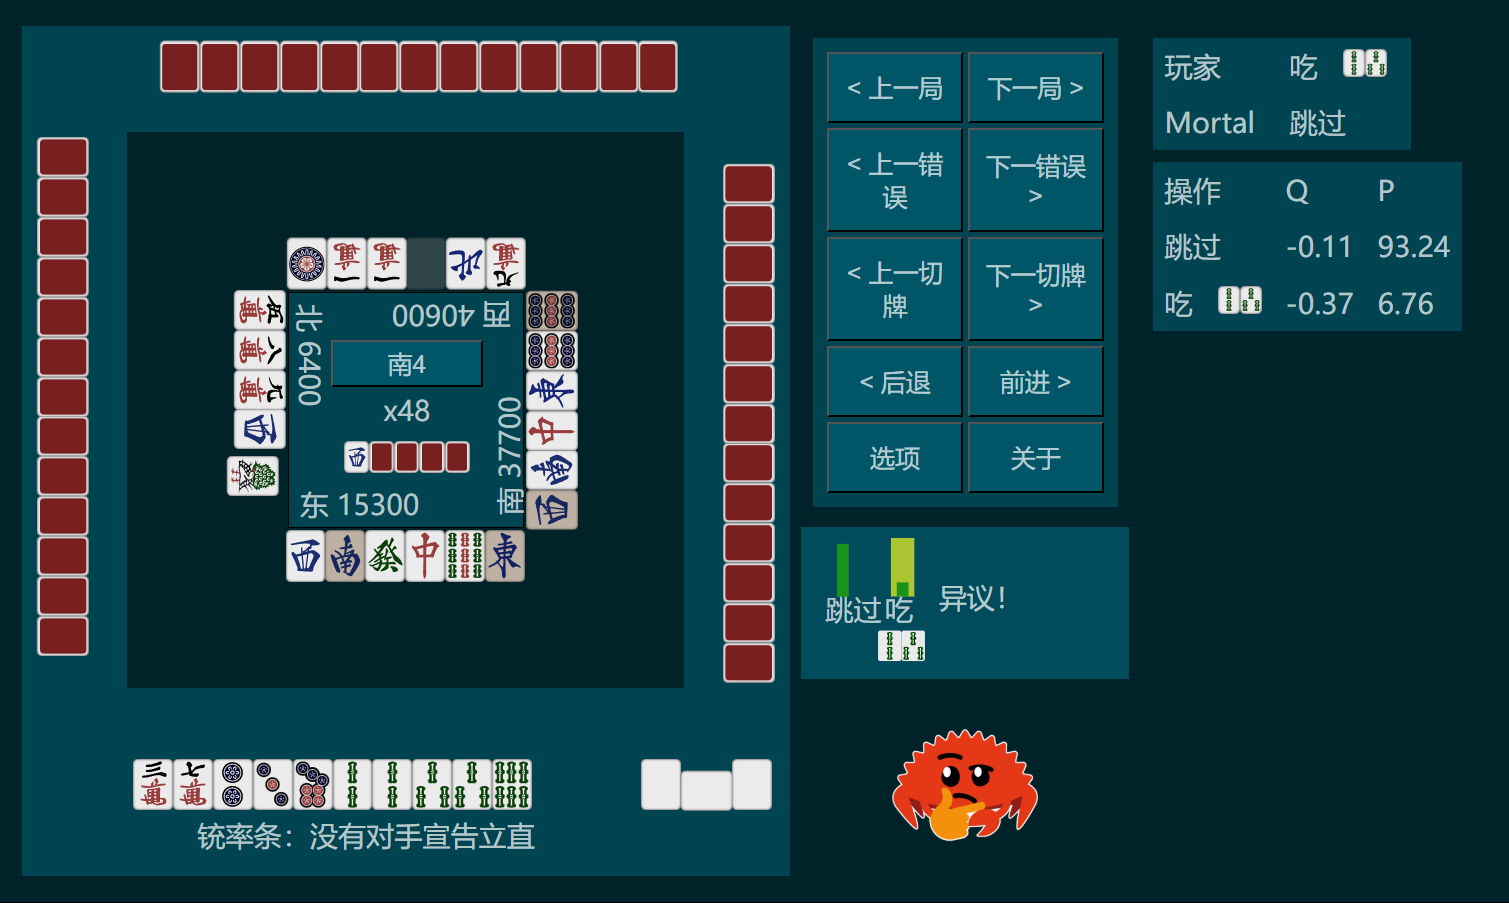 北 6400
西 40600
南4
x48
南 37700
东 15300
铳率条：没有对手宣告立直
< 上一局
下一局 >
< 上一错误
下一错误 >
< 上一切牌
下一切牌 >
< 后退
前进 >
选项
关于
跳过
吃
异议！
玩家 吃
Mortal 跳过
操作 Q P
跳过 -0.11 93.24
吃 -0.37 6.76